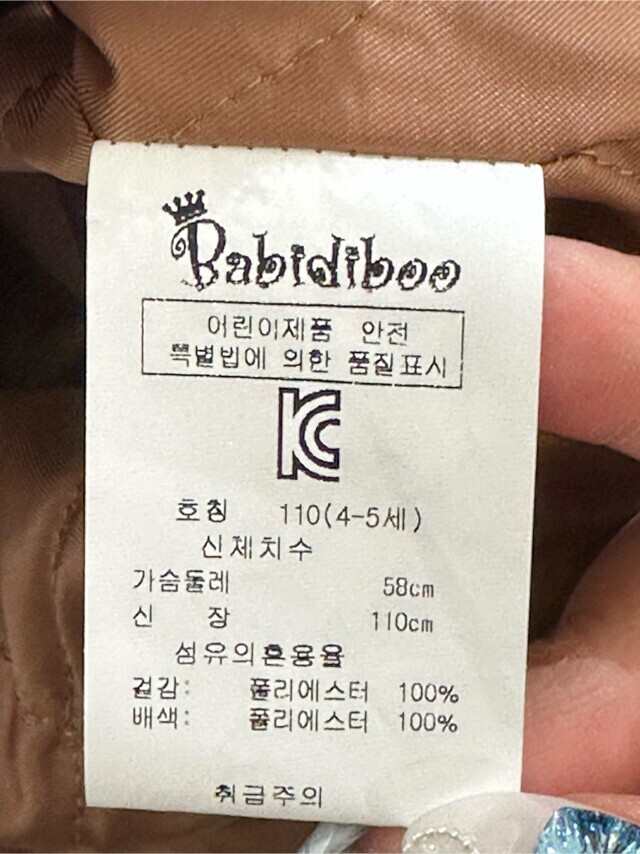 Babidiboo
어린이제품 안전
특별법에 의한 품질표시
KC
호칭 110(4-5세)
신체치수
가슴둘레 58cm
신 장 110cm
섬유의혼용율
겉감: 폴리에스터 100%
배색: 폴리에스터 100%
취급주의